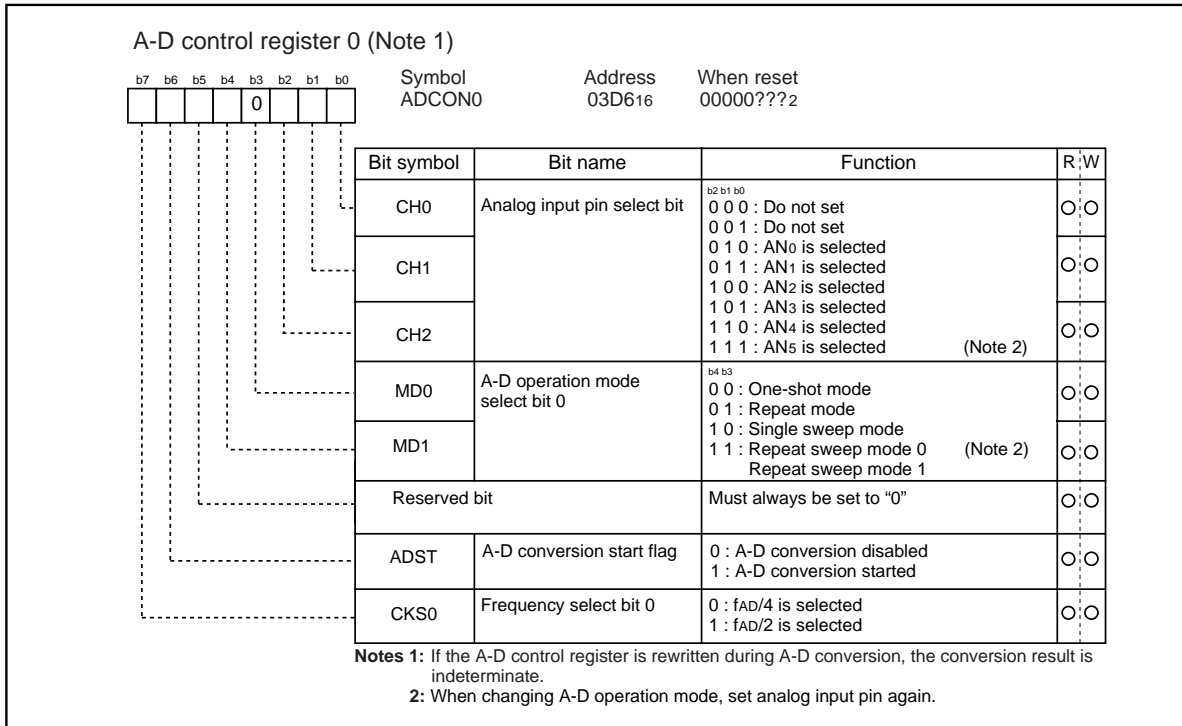 A-D control register 0 (Note 1)
b7 b6 b5 b4 b3 b2 b1 b0
0
Symbol Address When reset
ADCON0 03D616 00000???2
Bit symbol Bit name Function R W
CH0 Analog input pin select bit
b2 b1 b0
0 0 0 : Do not set
0 0 1 : Do not set
0 1 0 : AN0 is selected
0 1 1 : AN1 is selected
1 0 0 : AN2 is selected
1 0 1 : AN3 is selected
1 1 0 : AN4 is selected
1 1 1 : AN5 is selected (Note 2)
CH1
CH2
MD0 A-D operation mode
select bit 0
b4 b3
0 0 : One-shot mode
0 1 : Repeat mode
1 0 : Single sweep mode
1 1 : Repeat sweep mode 0 (Note 2)
Repeat sweep mode 1
MD1
Reserved bit Must always be set to “0”
ADST A-D conversion start flag 0 : A-D conversion disabled
1 : A-D conversion started
CKS0 Frequency select bit 0 0 : fAD/4 is selected
1 : fAD/2 is selected
Notes 1: If the A-D control register is rewritten during A-D conversion, the conversion result is
indeterminate.
2: When changing A-D operation mode, set analog input pin again.